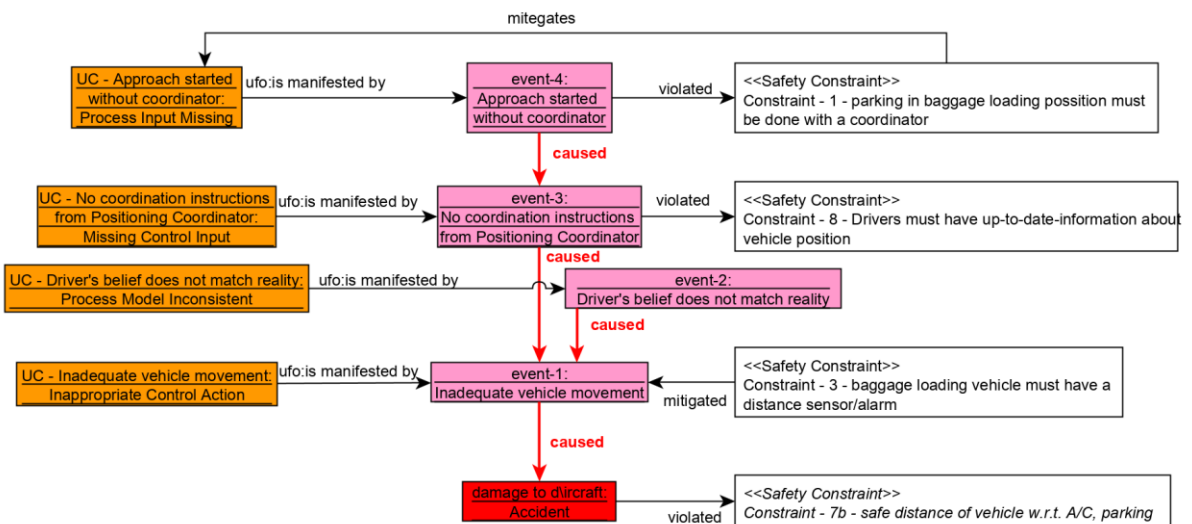 mitegates
UC - Approach started
without coordinator:
Process Input Missing
ufo:is manifested by
event-4:
Approach started
without coordinator
violated
<<Safety Constraint>>
Constraint - 1 - parking in baggage loading possition must
be done with a coordinator
caused
UC - No coordination instructions
from Positioning Coordinator:
Missing Control Input
ufo:is manifested by
event-3:
No coordination instructions
from Positioning Coordinator
violated
<<Safety Constraint>>
Constraint - 8 - Drivers must have up-to-date-information about
vehicle position
caused
UC - Driver's belief does not match reality:
Process Model Inconsistent
ufo:is manifested by
event-2:
Driver's belief does not match reality
caused
UC - Inadequate vehicle movement:
Inappropriate Control Action
ufo:is manifested by
event-1:
Inadequate vehicle movement
mitigated
<<Safety Constraint>>
Constraint - 3 - baggage loading vehicle must have a
distance sensor/alarm
caused
damage to d\ircraft:
Accident
violated
<<Safety Constraint>>
Constraint - 7b - safe distance of vehicle w.r.t. A/C, parking